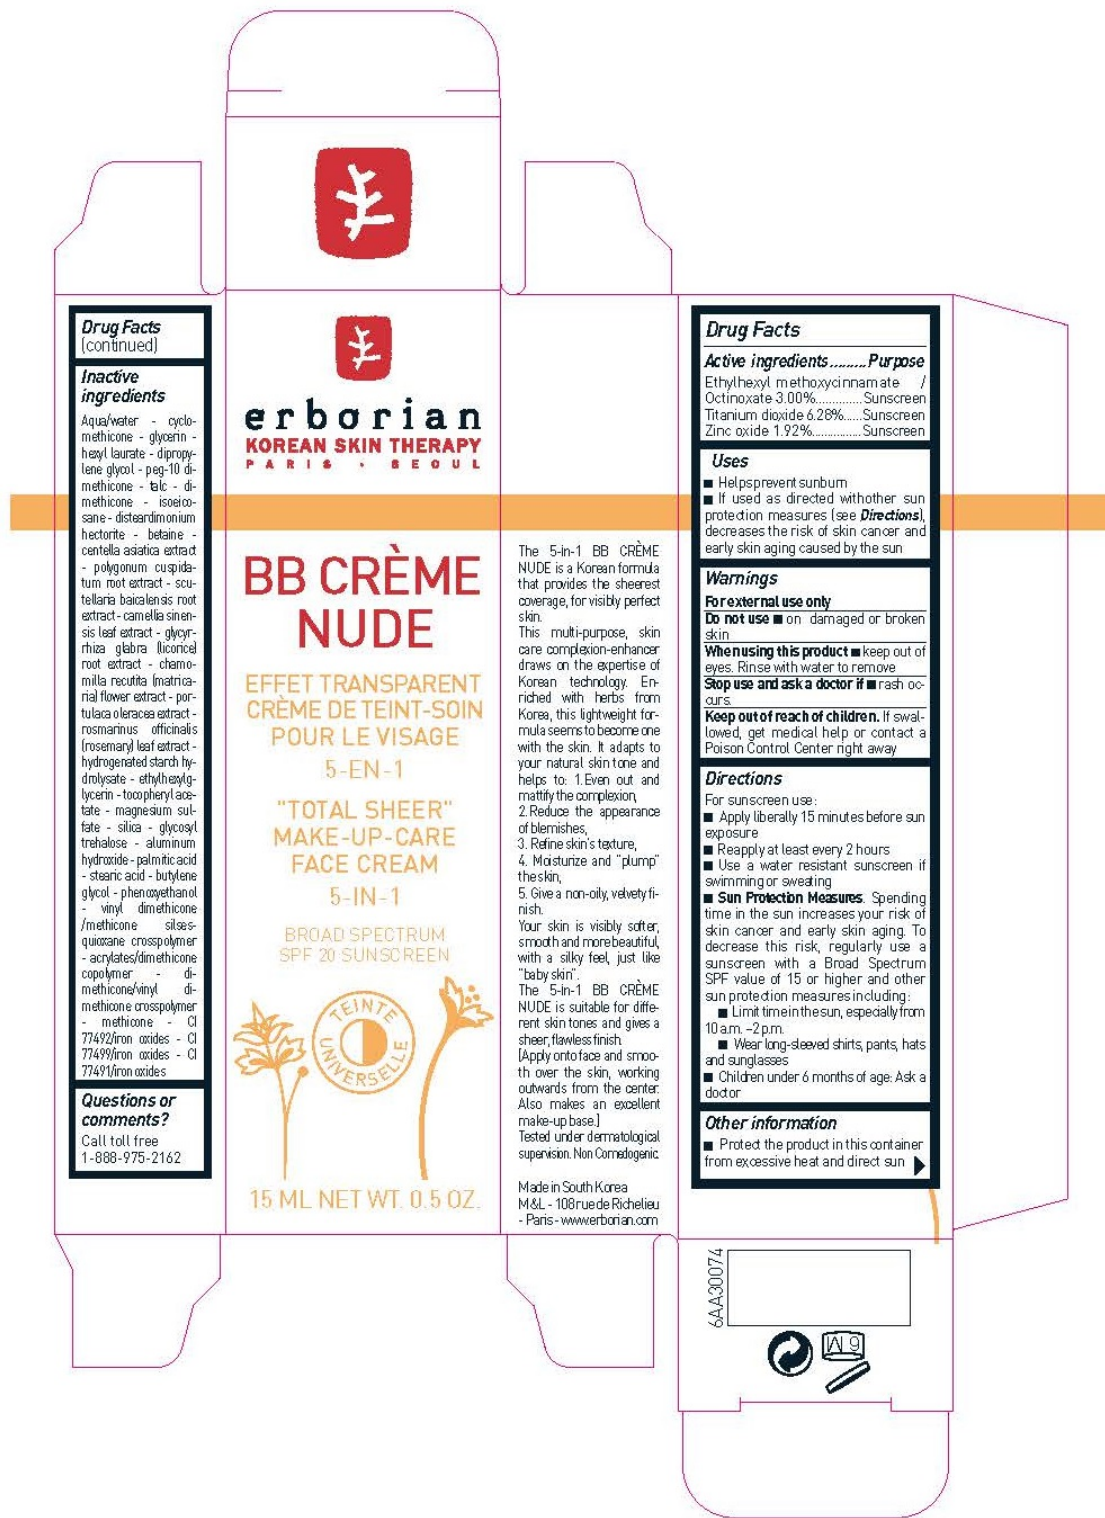 erborian
KOREAN SKIN THERAPY
PARIS · SEOUL
BB CRÈME
NUDE
EFFET TRANSPARENT
CRÈME DE TEINT-SOIN
POUR LE VISAGE
5-EN-1
"TOTAL SHEER"
MAKE-UP-CARE
FACE CREAM
5-IN-1
BROAD SPECTRUM
SPF 20 SUNSCREEN
TEINTE
UNIVERSELLE
15 ML NET WT. 0.5 OZ.
The 5-in-1 BB CRÈME
NUDE is a Korean formula
that provides the sheerest
coverage, for visibly perfect
skin.
This multi-purpose, skin
care complexion-enhancer
draws on the expertise of
Korean technology. En-
riched with herbs from
Korea, this lightweight for-
mula seems to become one
with the skin. It adapts to
your natural skin tone and
helps to: 1.Even out and
mattify the complexion,
2. Reduce the appearance
of blemishes,
3. Refine skin's texture,
4. Moisturize and "plump"
the skin,
5. Give a non-oily, velvety fi-
nish.
Your skin is visibly softer,
smooth and more beautiful,
with a silky feel, just like
"baby skin".
The 5-in-1 BB CRÈME
NUDE is suitable for diffe-
rent skin tones and gives a
sheer, flawless finish.
[Apply onto face and smoo-
th over the skin, working
outwards from the center.
Also makes an excellent
make-up base.]
Tested under dermatological
supervision. Non Comedogenic.
Made in South Korea
M&L - 108 rue de Richelieu
- Paris - www.erborian.com
Drug Facts
Active ingredients.........Purpose
Ethylhexyl methoxycinnamate /
Octinoxate 3.00%..............Sunscreen
Titanium dioxide 6.28%.....Sunscreen
Zinc oxide 1.92%...............Sunscreen
Uses
■ Helps prevent sunburn
■ If used as directed with other sun
protection measures (see Directions),
decreases the risk of skin cancer and
early skin aging caused by the sun
Warnings
For external use only
Do not use ■ on damaged or broken
skin
When using this product ■ keep out of
eyes. Rinse with water to remove
Stop use and ask a doctor if ■ rash oc-
curs.
Keep out of reach of children. If swal-
lowed, get medical help or contact a
Poison Control Center right away
Directions
For sunscreen use:
■ Apply liberally 15 minutes before sun
exposure
■ Reapply at least every 2 hours
■ Use a water resistant sunscreen if
swimming or sweating
■ Sun Protection Measures. Spending
time in the sun increases your risk of
skin cancer and early skin aging. To
decrease this risk, regularly use a
sunscreen with a Broad Spectrum
SPF value of 15 or higher and other
sun protection measures including:
■ Limit time in the sun, especially from
10 a.m. –2 p.m.
■ Wear long-sleeved shirts, pants, hats
and sunglasses
■ Children under 6 months of age: Ask a
doctor
Other information
■ Protect the product in this container
from excessive heat and direct sun
Drug Facts
(continued)
Inactive
ingredients
Aqua/water - cyclo-
methicone - glycerin -
hexyl laurate - dipropy-
lene glycol - peg-10 di-
methicone - talc - di-
methicone - isoeico-
sane - disteardimonium
hectorite - betaine -
centella asiatica extract
- polygonum cuspida-
tum root extract - scu-
tellaria baicalensis root
extract - camellia sinen-
sis leaf extract - glycyr-
rhiza glabra (licorice)
root extract - chamo-
milla recutita (matrica-
ria) flower extract - por-
tulaca oleracea extract -
rosmarinus officinalis
(rosemary) leaf extract -
hydrogenated starch hy-
drolysate - ethylhexylg-
lycerin - tocopheryl ace-
tate - magnesium sul-
fate - silica - glycosyl
trehalose - aluminum
hydroxide - palmitic acid
- stearic acid - butylene
glycol - phenoxyethanol
- vinyl dimethicone
/methicone silses-
quioxane crosspolymer
- acrylates/dimethicone
copolymer - di-
methicone/vinyl di-
methicone crosspolymer
- methicone - CI
77492/iron oxides - CI
77499/iron oxides - CI
77491/iron oxides
Questions or
comments?
Call toll free
1-888-975-2162
6AA30074
6 M